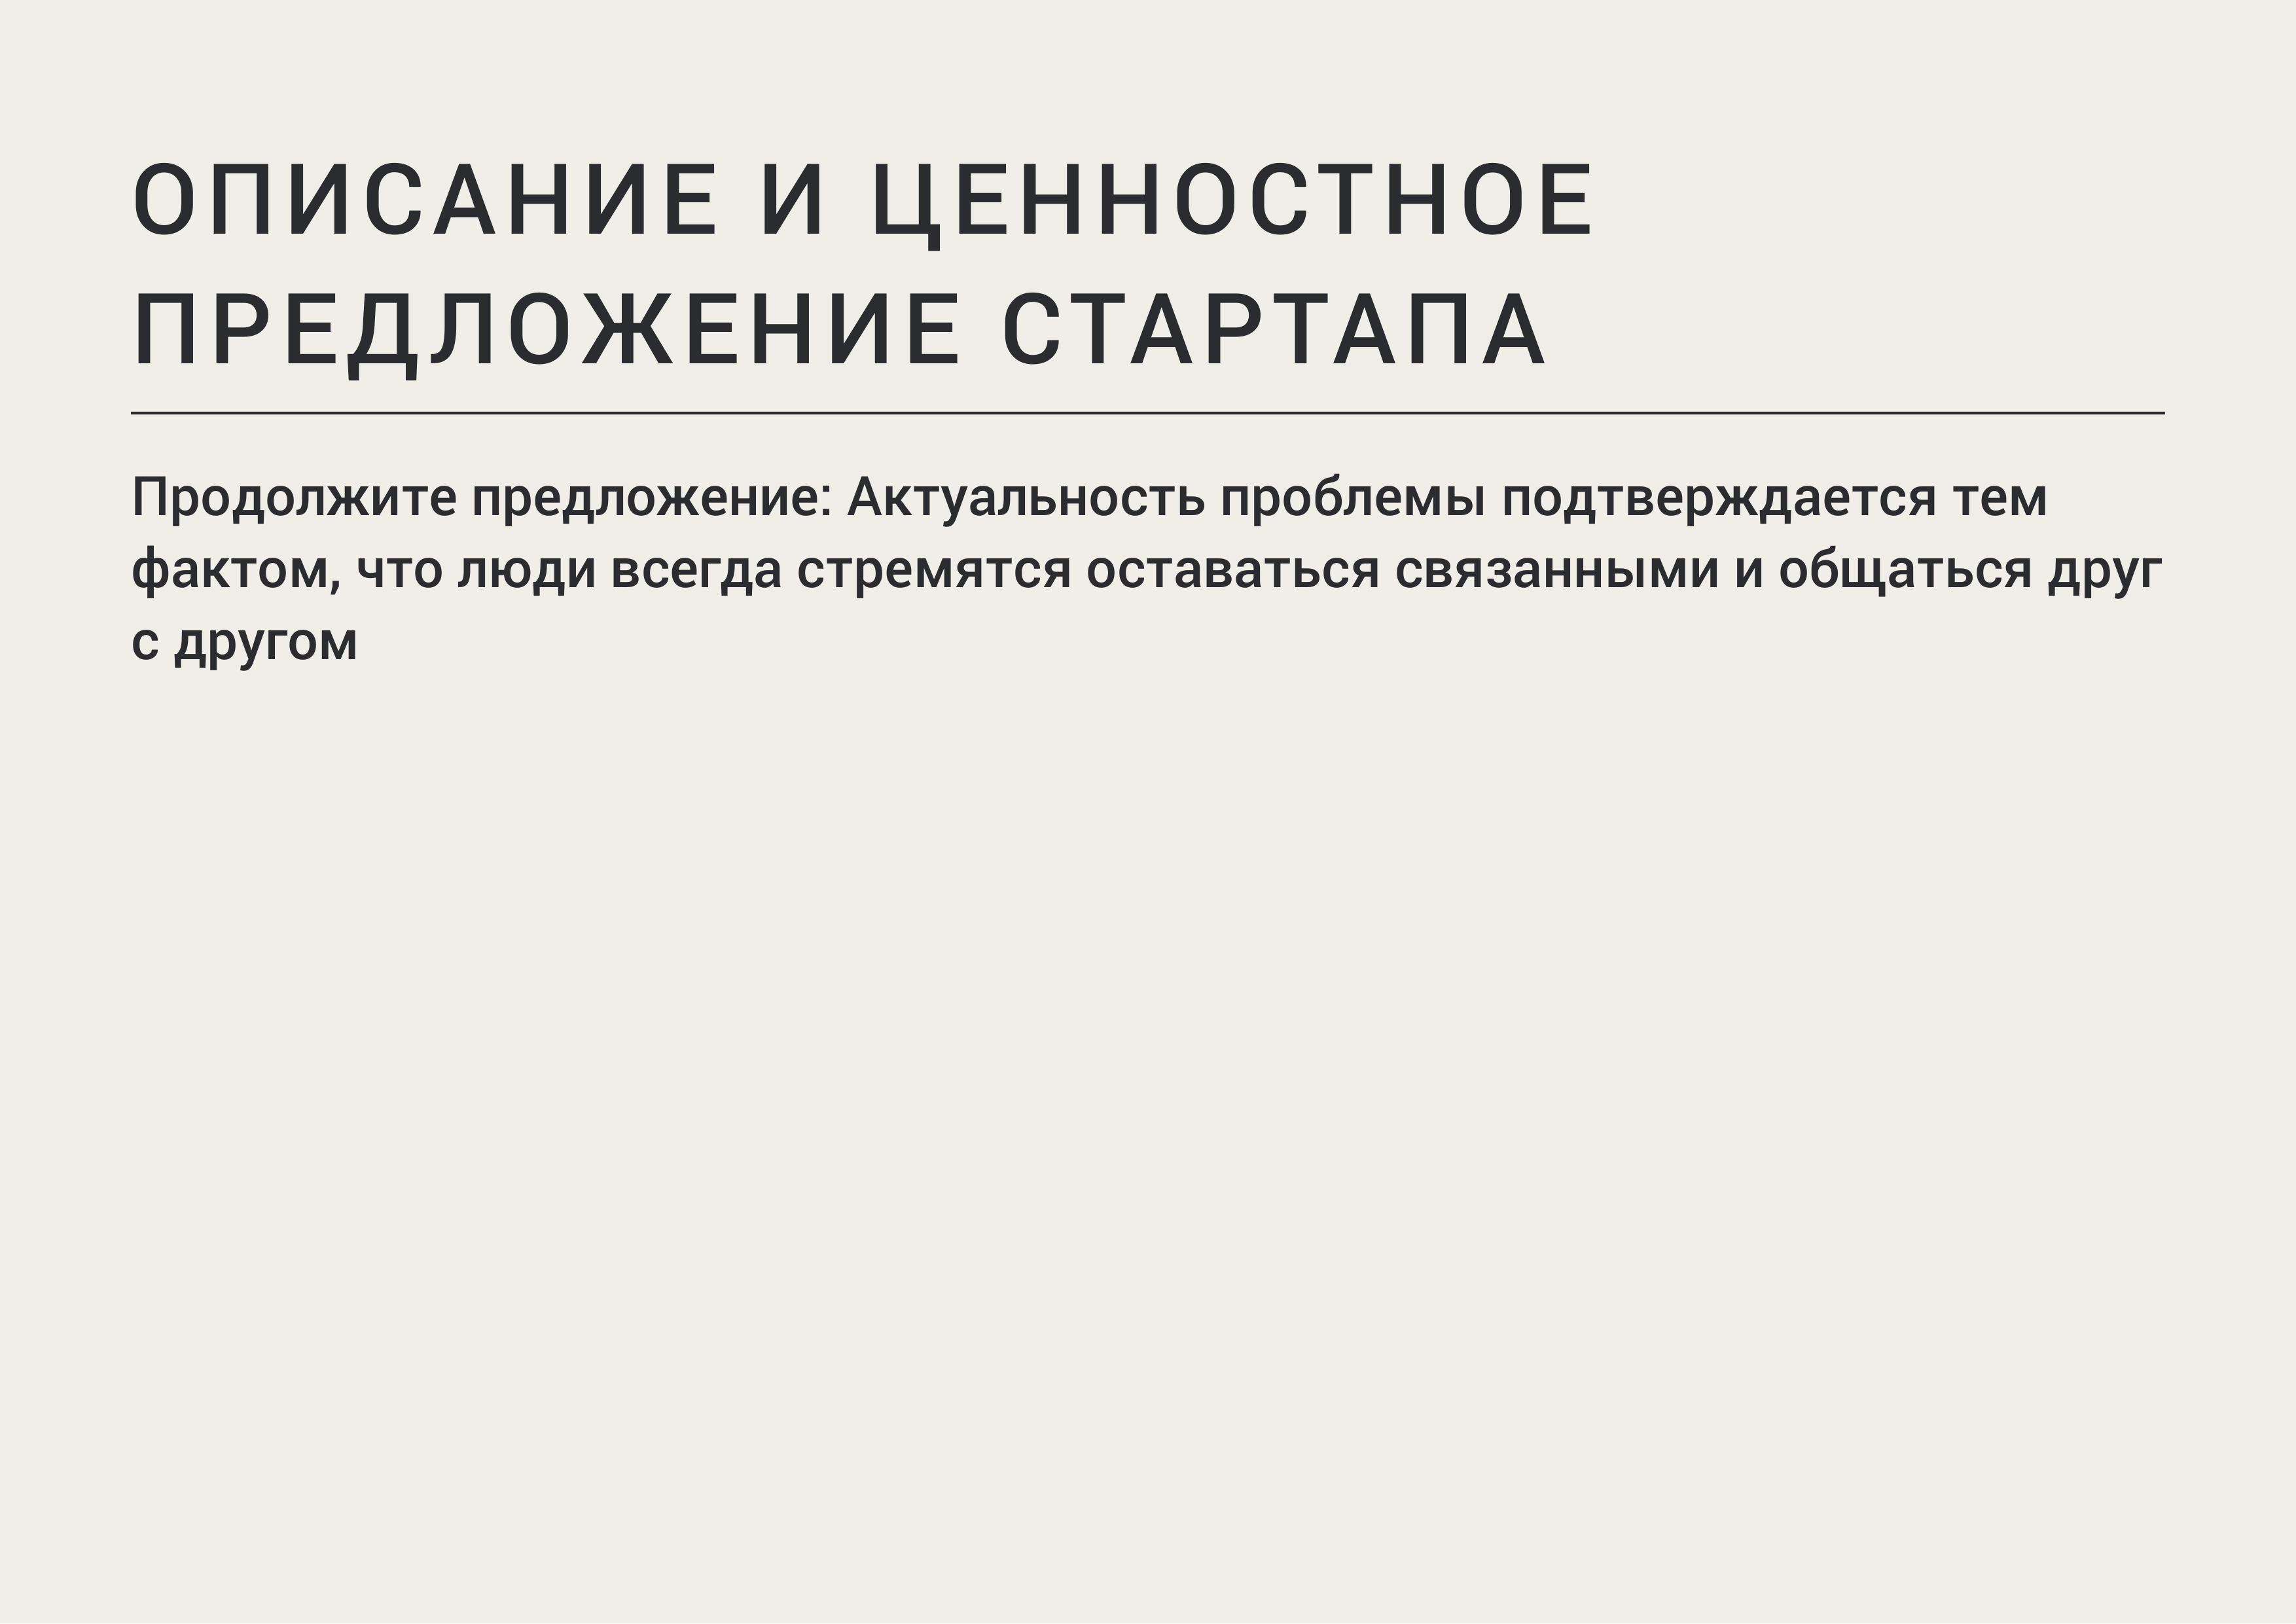 ОПИСАНИЕ И ЦЕННОСТНОЕ
ПРЕДЛОЖЕНИЕ СТАРТАПА
Продолжите предложение: Актуальность проблемы подтверждается тем
фактом, что люди всегда стремятся оставаться связанными и общаться друг
с другом